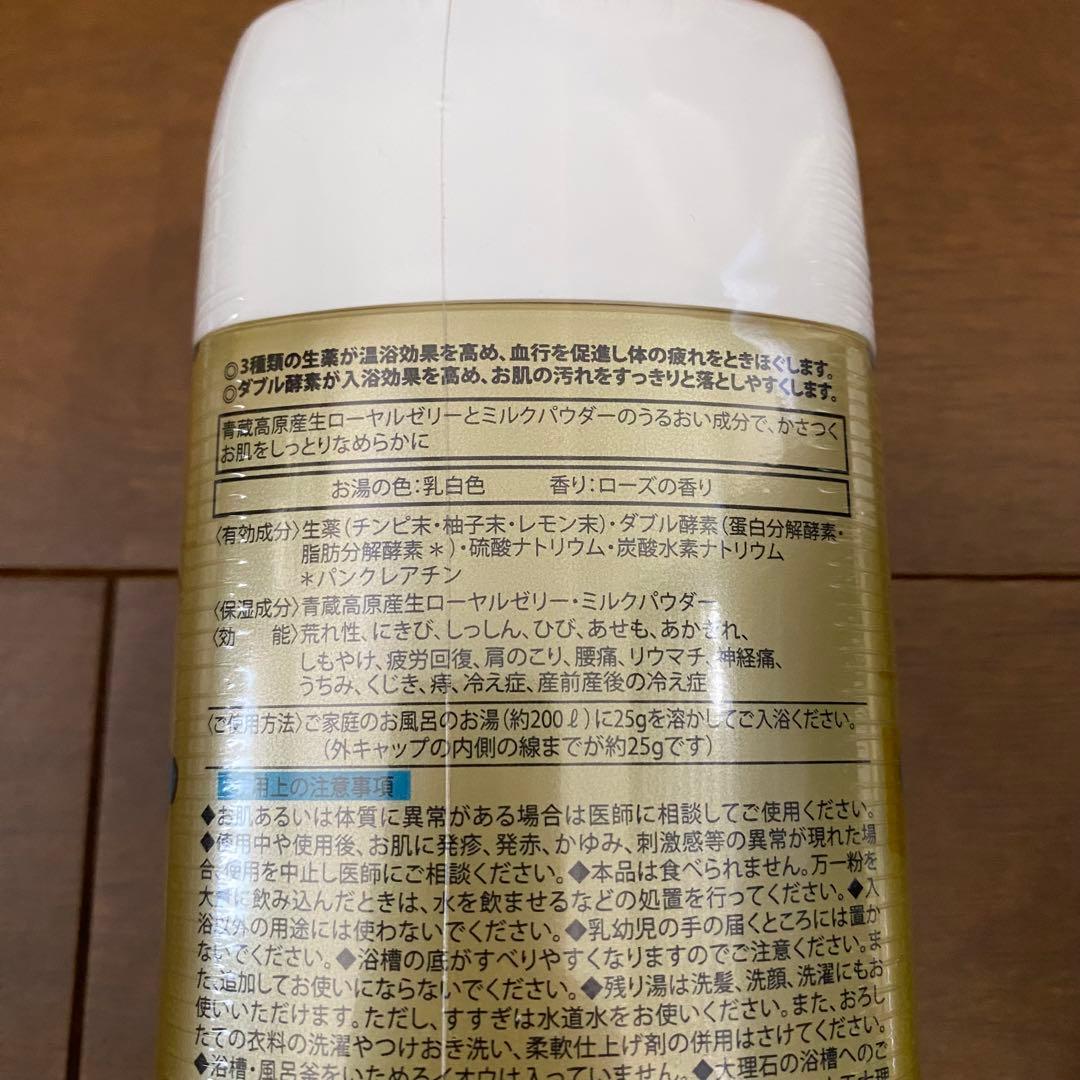 ◎3種類の生薬が温浴効果を高め、血行を促進し体の疲れをときほぐします。
◎ダブル酵素が入浴効果を高め、お肌の汚れをすっきりと落としやすくします。
青蔵高原産生ローヤルゼリーとミルクパウダーのうるおい成分で、かさつく
お肌をしっとりなめらかに
お湯の色:乳白色 香り:ローズの香り
〈有効成分〉生薬(チンピ末・柚子末・レモン末)・ダブル酵素(蛋白分解酵素・
脂肪分解酵素*)・硫酸ナトリウム・炭酸水素ナトリウム
*パンクレアチン
〈保湿成分〉青蔵高原産生ローヤルゼリー・ミルクパウダー
〈効 能〉荒れ性、にきび、しっしん、ひび、あせも、あかぎれ、
しもやけ、疲労回復、肩のこり、腰痛、リウマチ、神経痛、
うちみ、くじき、痔、冷え症、産前産後の冷え症
〈ご使用方法〉ご家庭のお風呂のお湯(約200ℓ)に25gを溶かしてご入浴ください。
(外キャップの内側の線までが約25gです)
使用上の注意事項
◆お肌あるいは体質に異常がある場合は医師に相談してご使用ください。
◆使用中や使用後、お肌に発疹、発赤、かゆみ、刺激感等の異常が現れた場
合、使用を中止し医師にご相談ください。◆本品は食べられません。万一粉を
大量に飲み込んだときは、水を飲ませるなどの処置を行ってください。◆入
浴以外の用途には使わないでください。◆乳幼児の手の届くところには置か
ないでください。◆浴槽の底がすべりやすくなりますのでご注意ください。ま
た、追加してお使いにならないでください。◆残り湯は洗髪、洗顔、洗濯にもお
使いいただけます。ただし、すすぎは水道水をお使いください。また、おろし
たての衣料の洗濯やつけおき洗い、柔軟仕上げ剤の併用はさけてください。
◆浴槽・風呂釜をいためるイオウは入っていません。◆大理石の浴槽へのご